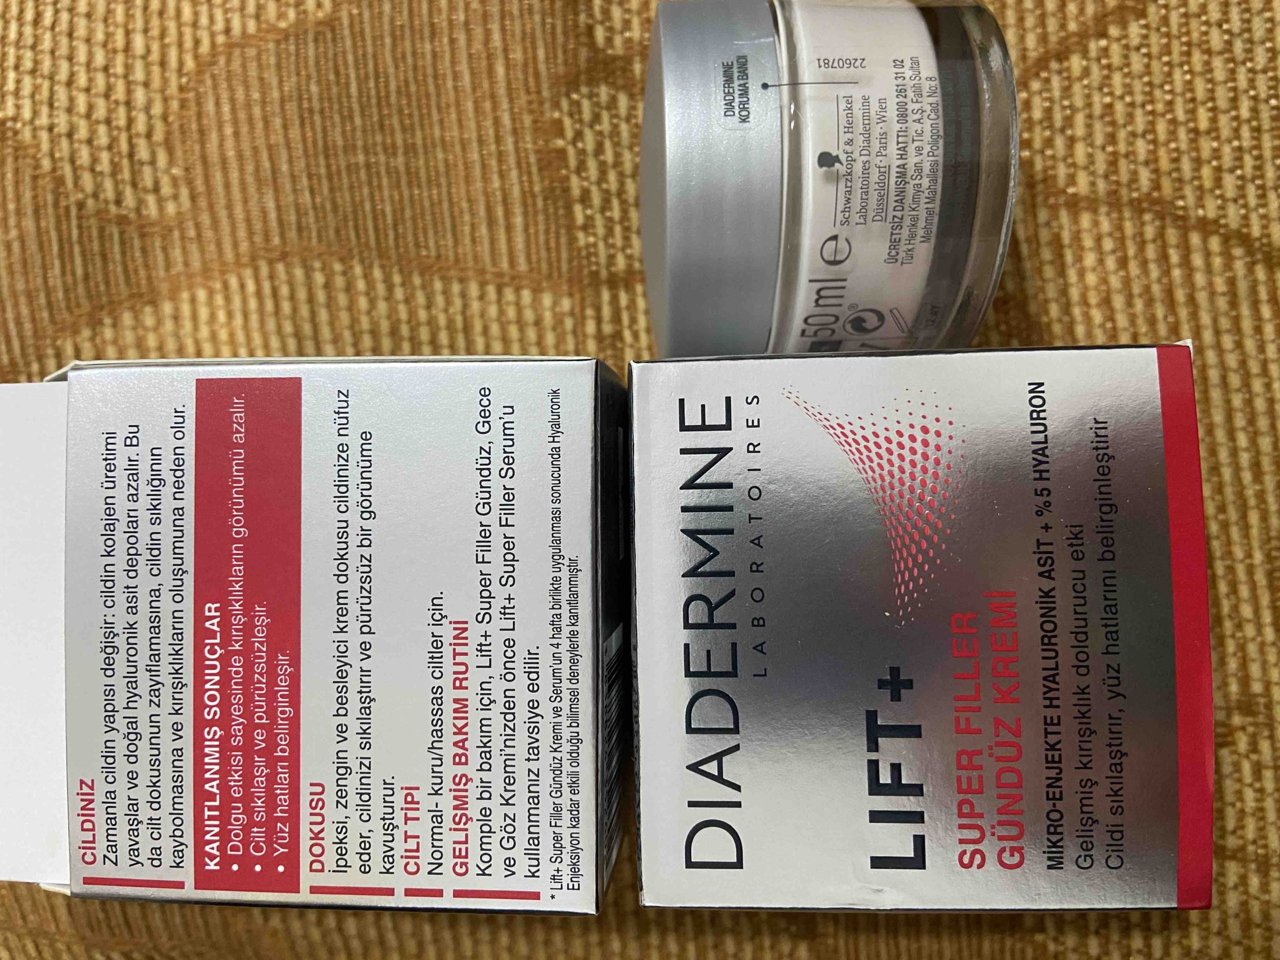 CİLDİNİZ
Zamanla cildin yapısı değişir: cildin kolajen üretimi
yavaşlar ve doğal hyaluronik asit depoları azalır. Bu
da cilt dokusunun zayıflamasına, cildin sıkılığının
kaybolmasına ve kırışıklıkların oluşumuna neden olur.
KANITLANMIŞ SONUÇLAR
• Dolgu etkisi sayesinde kırışıklıkların görünümü azalır.
• Cilt sıkılaşır ve pürüzsüzleşir.
• Yüz hatları belirginleşir.
DOKUSU
İpeksi, zengin ve besleyici krem dokusu cildinize nüfuz
eder, cildinizi sıkılaştırır ve pürüzsüz bir görünüme
kavuşturur.
CİLT TİPİ
Normal- kuru/hassas ciltler için.
GELİŞMİŞ BAKIM RUTİNİ
Komple bir bakım için, Lift+ Super Filler Gündüz, Gece
ve Göz Kremi'nizden önce Lift+ Super Filler Serum'u
kullanmanız tavsiye edilir.
* Lift+ Super Filler Gündüz Kremi ve Serum'un 4 hafta birlikte uygulanması sonucunda Hyaluronik
Enjeksiyon kadar etkili olduğu bilimsel deneylerle kanıtlanmıştır.
DIADERMINE
LABORATOIRES
LIFT+
SUPER FILLER
GÜNDÜZ KREMİ
MİKRO-ENJEKTE HYALURONİK ASİT + %5 HYALURON
Gelişmiş kırışıklık doldurucu etki
Cildi sıkılaştırır, yüz hatlarını belirginleştirir
DIADERMINE
KORUMA BANDI
2260781
50 ml e
Schwarzkopf & Henkel
Laboratoires Diadermine
Düsseldorf · Paris · Wien
ÜCRETSİZ DANIŞMA HATTI: 0800 261 31 02
Türk Henkel Kimya San. ve Tic. A.Ş. Fatih Sultan
Mehmet Mahallesi Poligon Cad. No: 8